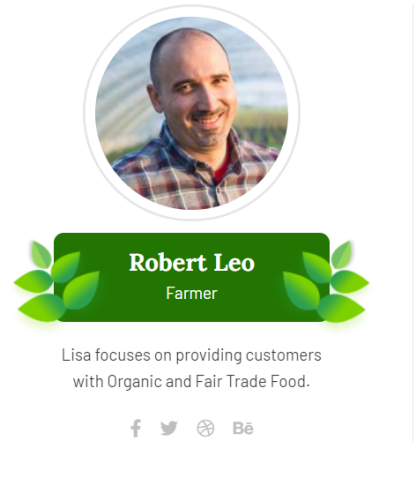 Robert Leo
Farmer
Lisa focuses on providing customers
with Organic and Fair Trade Food.
Bē